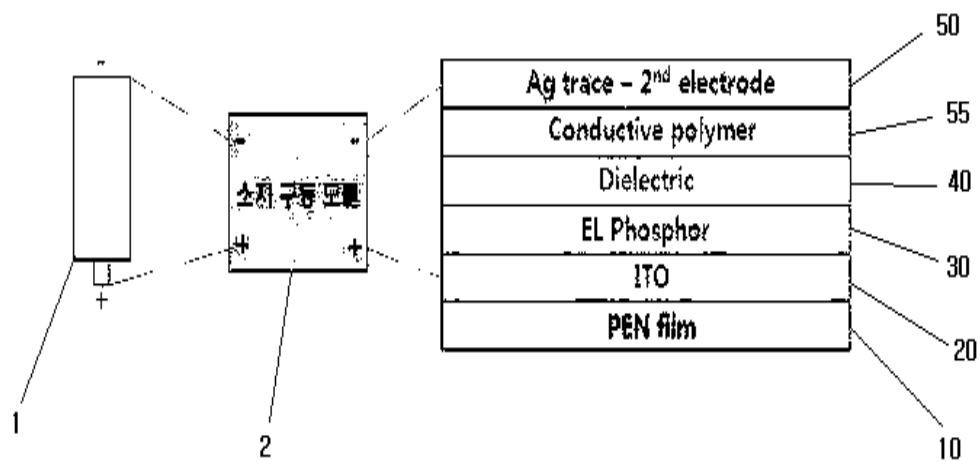 50
Ag trace – 2nd electrode
55
Conductive polymer
Dielectric
40
소자 구동 모듈
EL Phosphor
30
ITO
20
PEN film
10
1
2
-
-
-
+
+
+